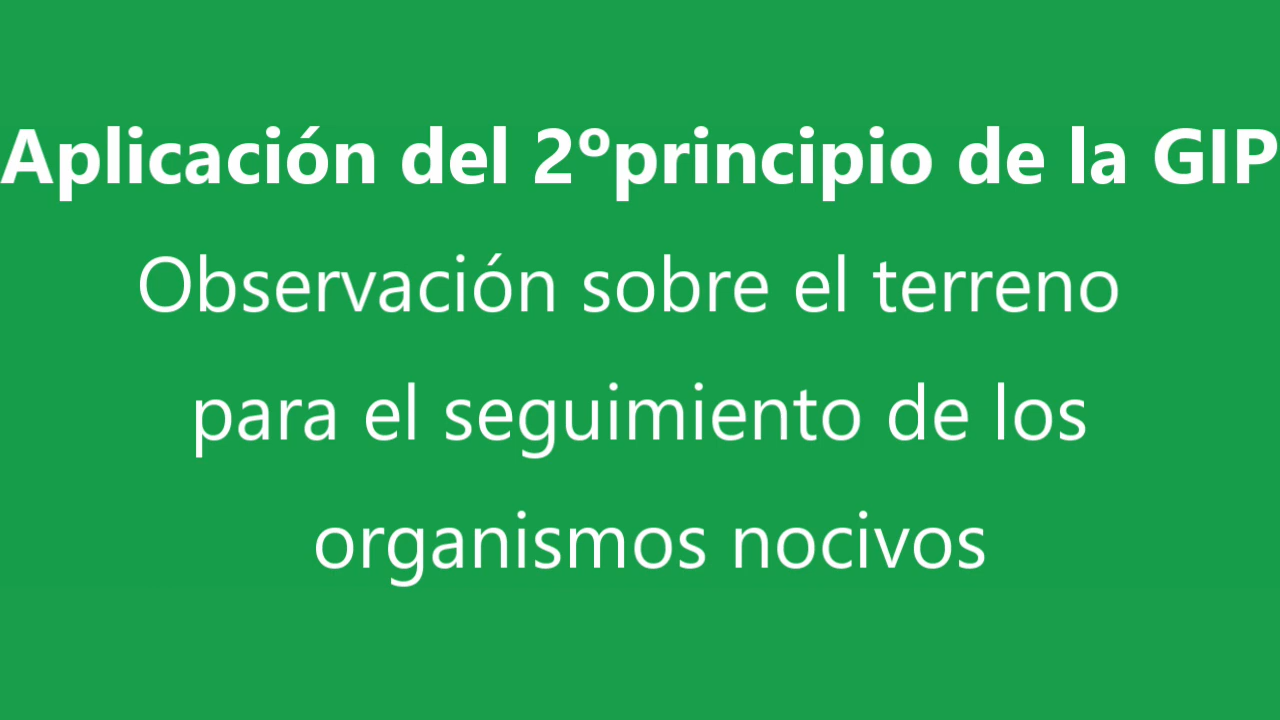 Aplicación del 2ºprincipio de la GIP
Observación sobre el terreno
para el seguimiento de los
organismos nocivos